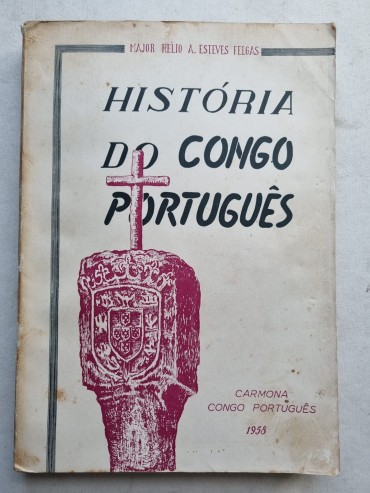 MAJOR HÉLIO A. ESTEVES FELGAS
HISTÓRIA
DO CONGO
PORTUGUÊS
CARMONA
CONGO PORTUGUÊS
1958